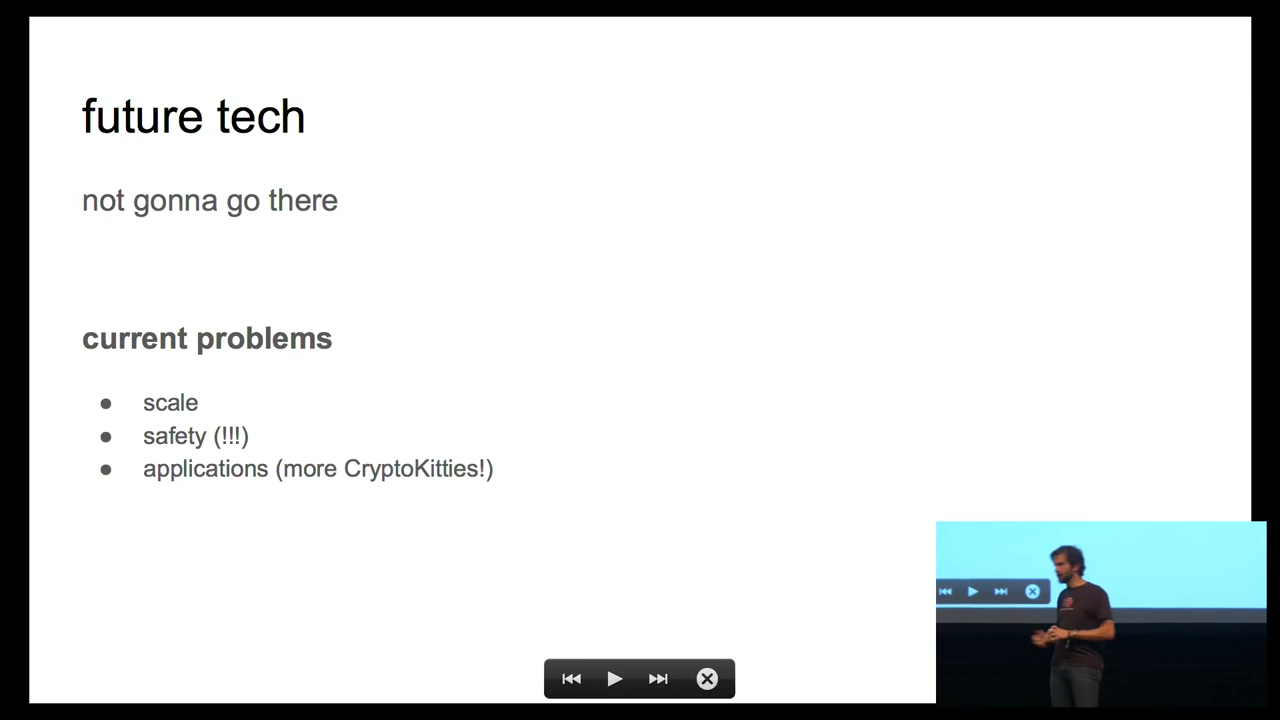 future tech
not gonna go there
current problems
● scale
● safety (!!!)
● applications (more CryptoKitties!)